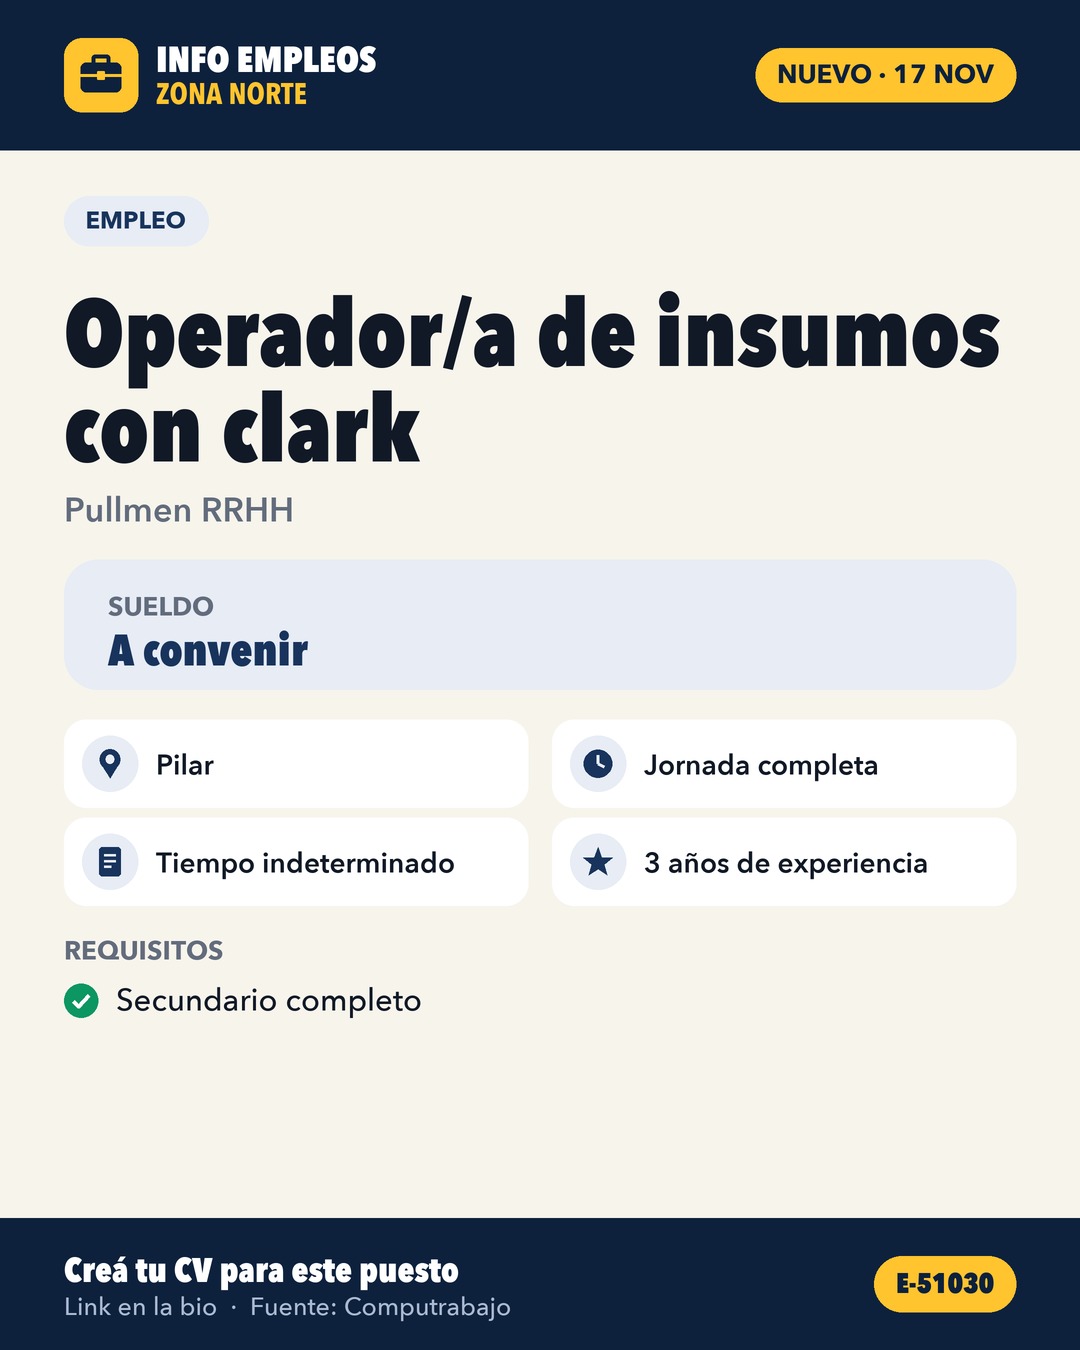 INFO EMPLEOS
ZONA NORTE
NUEVO · 17 NOV
EMPLEO
Operador/a de insumos
con clark
Pullmen RRHH
SUELDO
A convenir
Pilar
Jornada completa
Tiempo indeterminado
3 años de experiencia
REQUISITOS
Secundario completo
Creá tu CV para este puesto
Link en la bio · Fuente: Computrabajo
E-51030